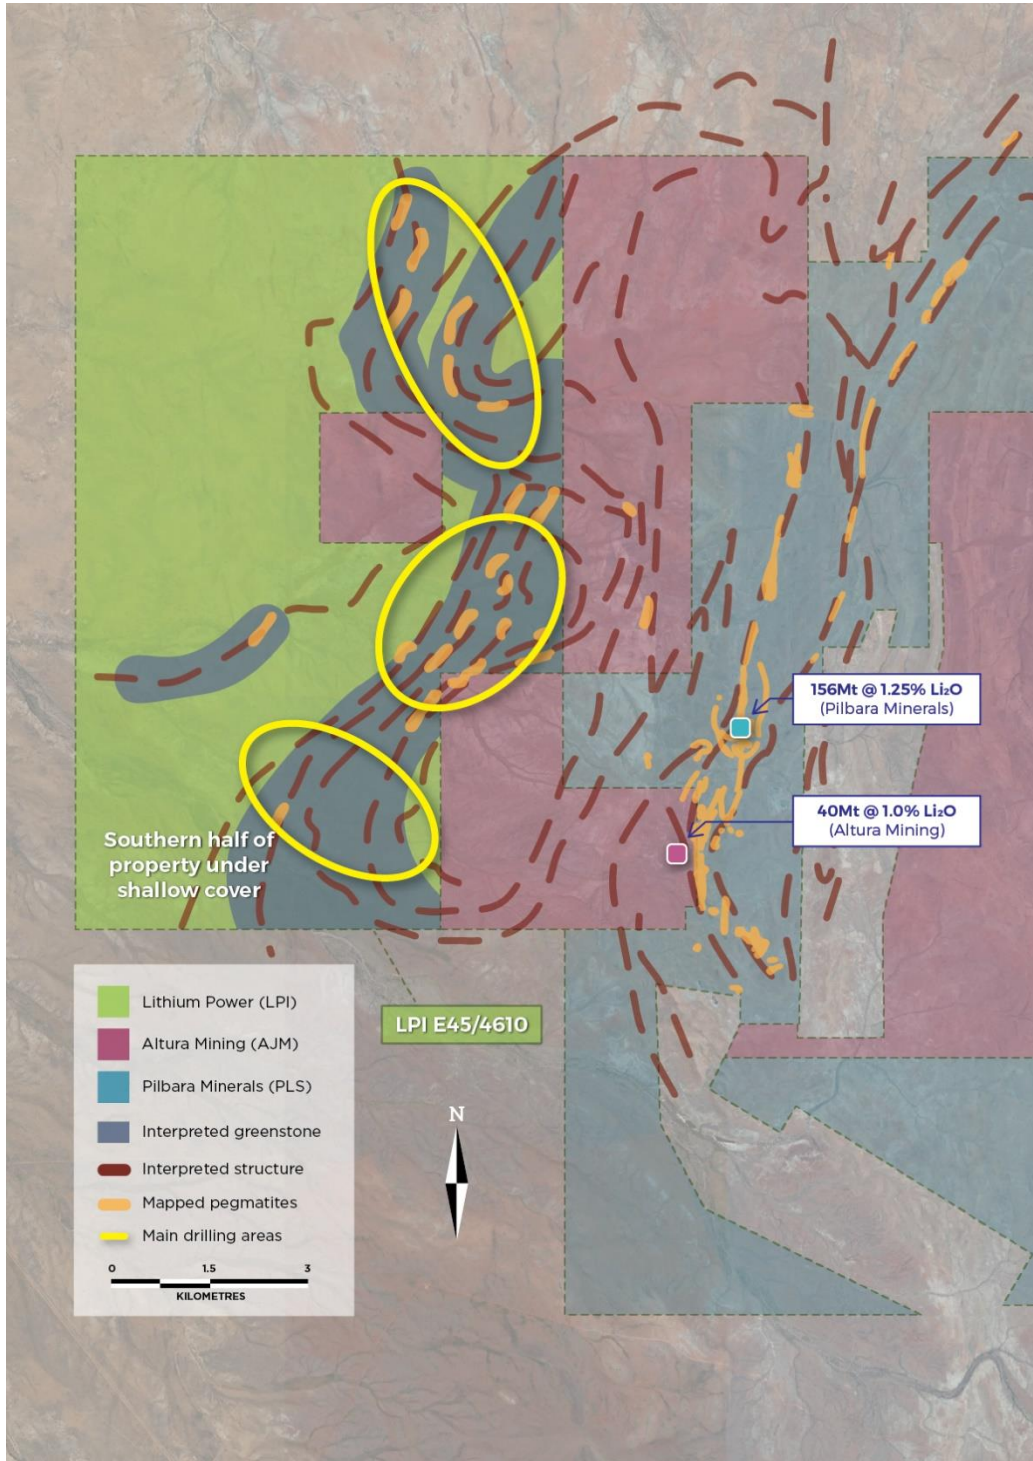 156Mt @ 1.25% Li₂O
(Pilbara Minerals)
40Mt @ 1.0% Li₂O
(Altura Mining)
Southern half of
property under
shallow cover
LPI E45/4610
Lithium Power (LPI)
Altura Mining (AJM)
Pilbara Minerals (PLS)
Interpreted greenstone
Interpreted structure
Mapped pegmatites
Main drilling areas
0 1.5 3
KILOMETRES
N